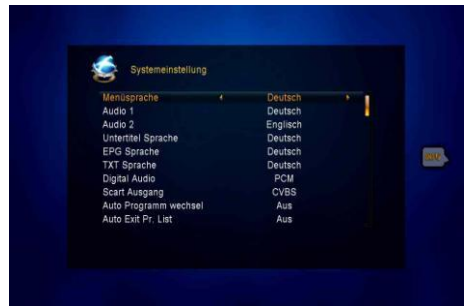 Systemeinstellung
Menüsprache Deutsch
Audio 1 Deutsch
Audio 2 Englisch
Untertitel Sprache Deutsch
EPG Sprache Deutsch
TXT Sprache Deutsch
Digital Audio PCM
Scart Ausgang CVBS
Auto Programm wechsel Aus
Auto Exit Pr. List Aus